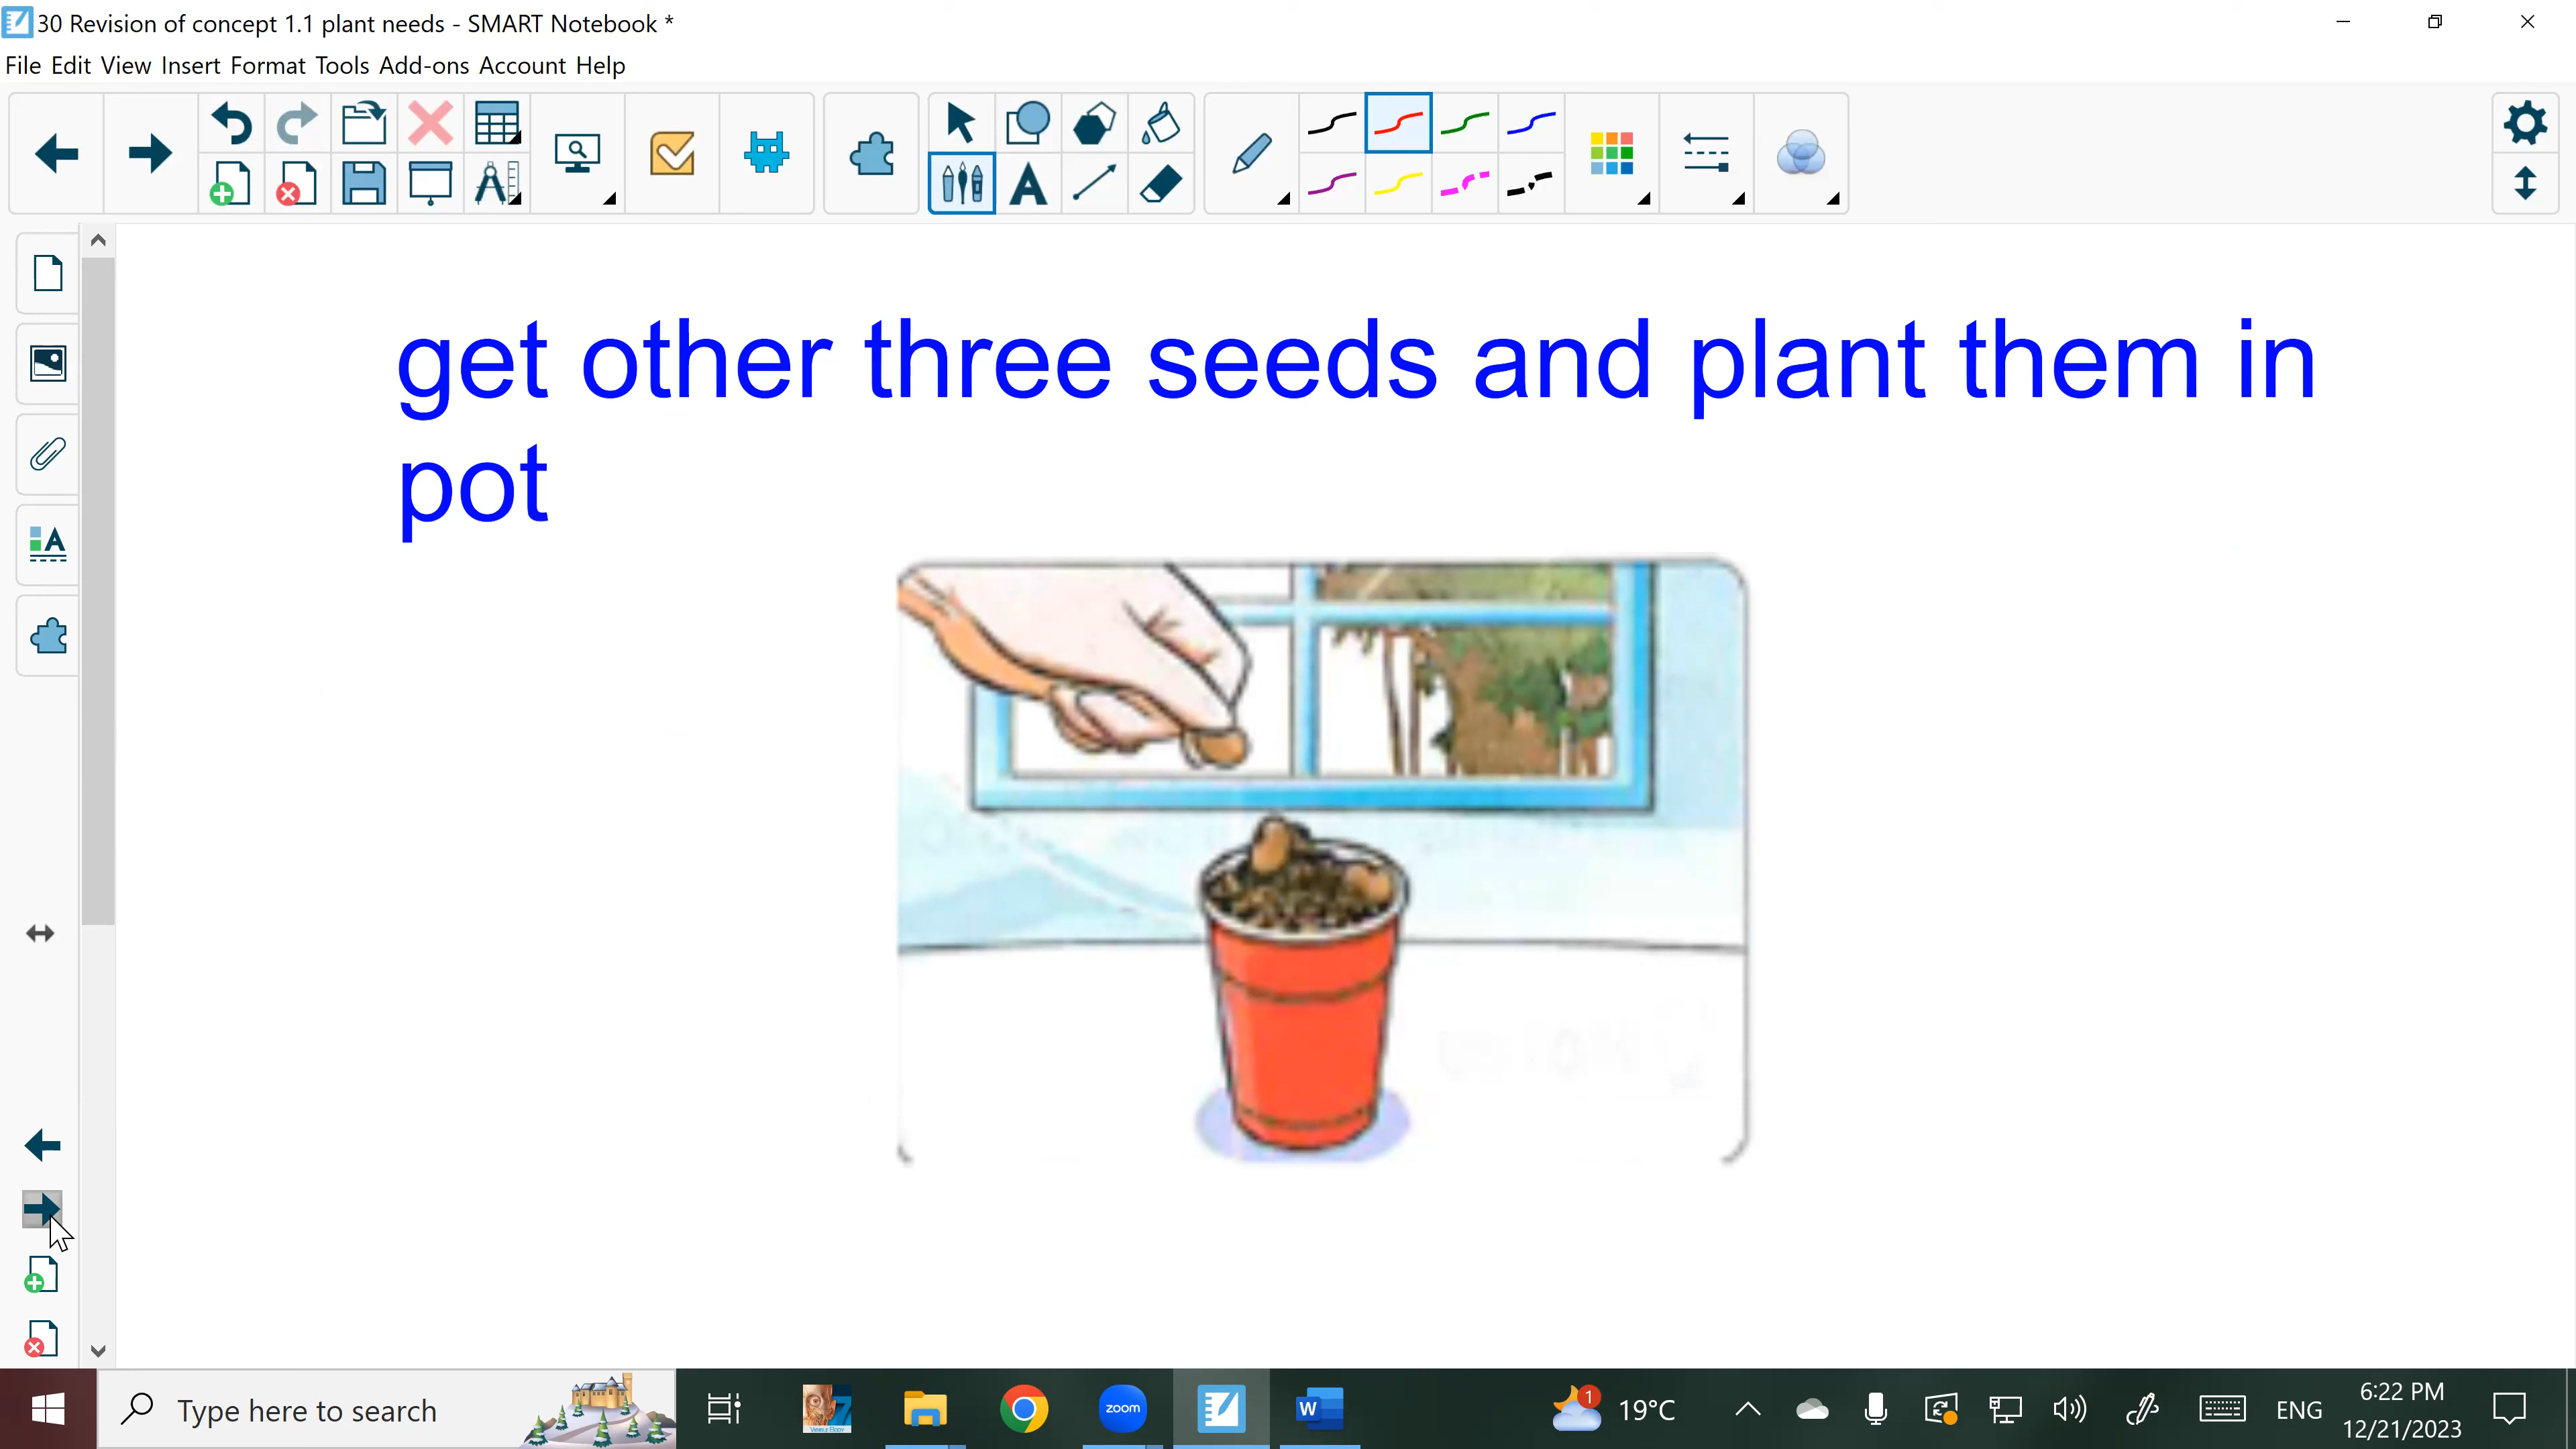 30 Revision of concept 1.1 plant needs - SMART Notebook *
File Edit View Insert Format Tools Add-ons Account Help
get other three seeds and plant them in
pot
Type here to search
zoom
W
1
19°C
ENG
6:22 PM
12/21/2023